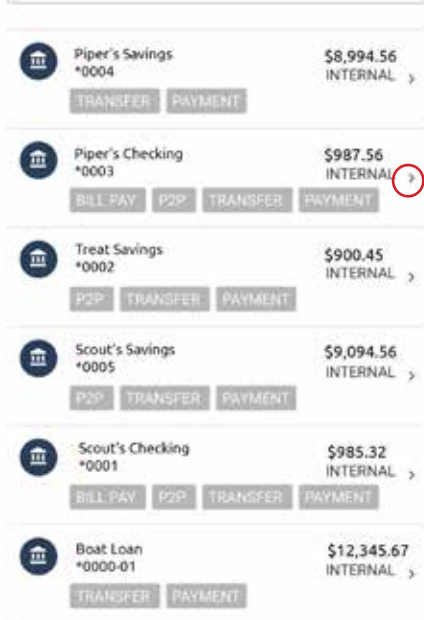 Piper's Savings $8,994.56
*0004 INTERNAL
TRANSFER PAYMENT
Piper's Checking $987.56
*0003 INTERNAL
BILL PAY P2P TRANSFER PAYMENT
Treat Savings $900.45
*0002 INTERNAL
P2P TRANSFER PAYMENT
Scout's Savings $9,094.56
*0005 INTERNAL
P2P TRANSFER PAYMENT
Scout's Checking $985.32
*0001 INTERNAL
BILL PAY P2P TRANSFER PAYMENT
Boat Loan $12,345.67
*0000-01 INTERNAL
TRANSFER PAYMENT